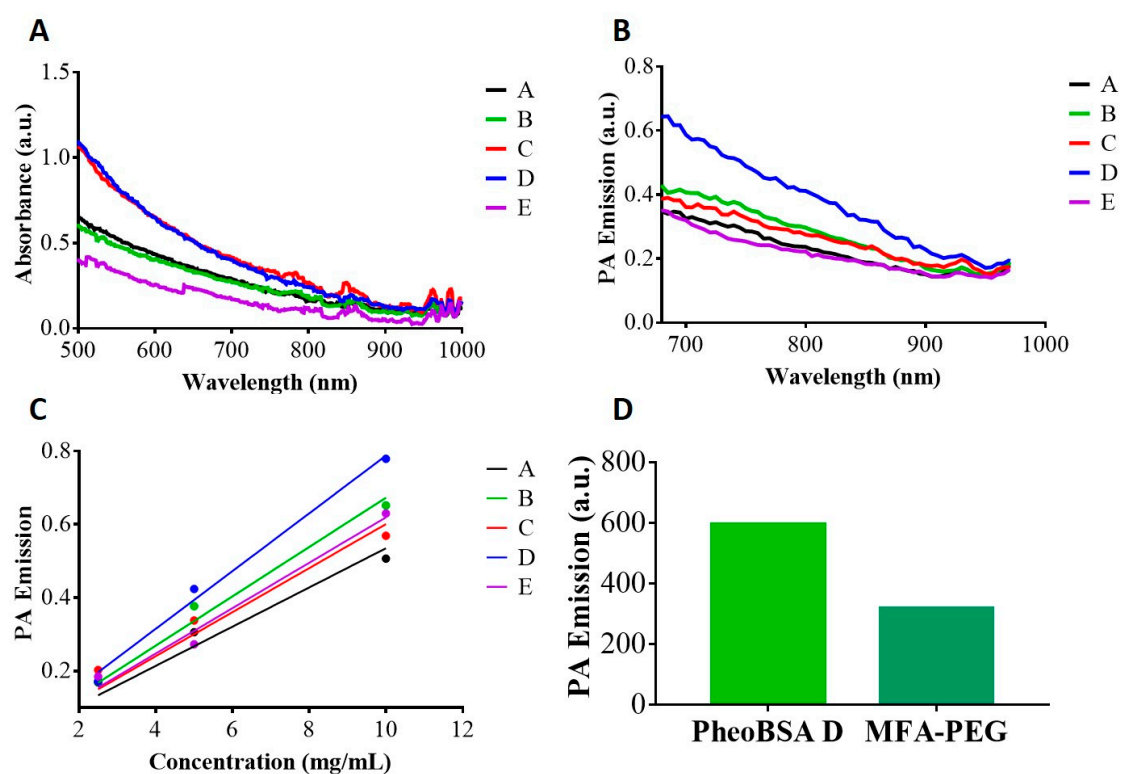 A
Absorbance (a.u.)
1.5
1.0
0.5
0.0
500 600 700 800 900 1000
Wavelength (nm)
A
B
C
D
E
B
PA Emission (a.u.)
0.8
0.6
0.4
0.2
0.0
700 800 900 1000
Wavelength (nm)
A
B
C
D
E
C
PA Emission
0.8
0.6
0.4
0.2
2 4 6 8 10 12
Concentration (mg/mL)
A
B
C
D
E
D
PA Emission (a.u.)
800
600
400
200
0
PheoBSA D MFA-PEG